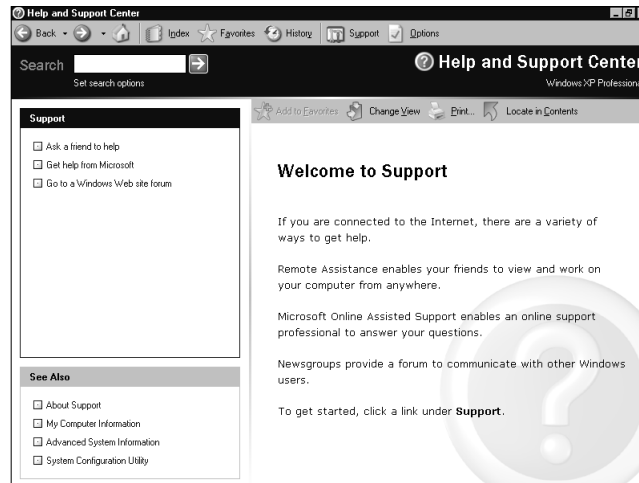 Help and Support Center
Back
Index
Favorites
History
Support
Options
Search
Set search options
Help and Support Center
Windows XP Professional
Add to Favorites
Change View
Print...
Locate in Contents
Support
Ask a friend to help
Get help from Microsoft
Go to a Windows Web site forum
Welcome to Support
If you are connected to the Internet, there are a variety of
ways to get help.
Remote Assistance enables your friends to view and work on
your computer from anywhere.
Microsoft Online Assisted Support enables an online support
professional to answer your questions.
Newsgroups provide a forum to communicate with other Windows
users.
To get started, click a link under Support.
See Also
About Support
My Computer Information
Advanced System Information
System Configuration Utility